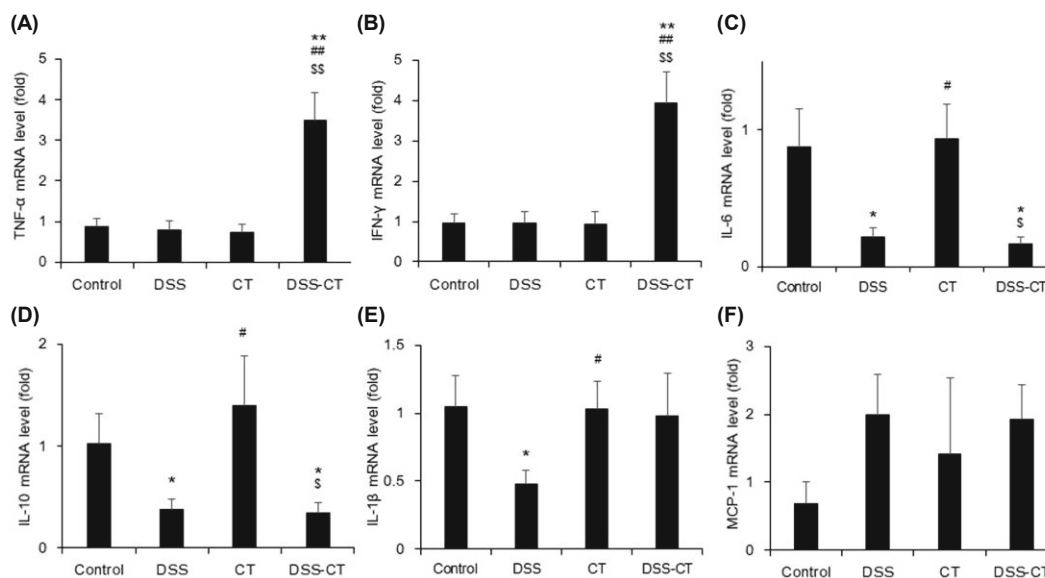 (A)
TNF-α mRNA level (fold)
5
4
3
2
1
0
**
##
$$
Control DSS CT DSS-CT
(B)
IFN-γ mRNA level (fold)
5
4
3
2
1
0
**
##
$$
Control DSS CT DSS-CT
(C)
IL-6 mRNA level (fold)
1
0
*
#
*
$
Control DSS CT DSS-CT
(D)
IL-10 mRNA level (fold)
2
1
0
*
#
*
$
Control DSS CT DSS-CT
(E)
IL-1β mRNA level (fold)
1.5
1
0.5
0
*
#
Control DSS CT DSS-CT
(F)
MCP-1 mRNA level (fold)
3
2
1
0
Control DSS CT DSS-CT